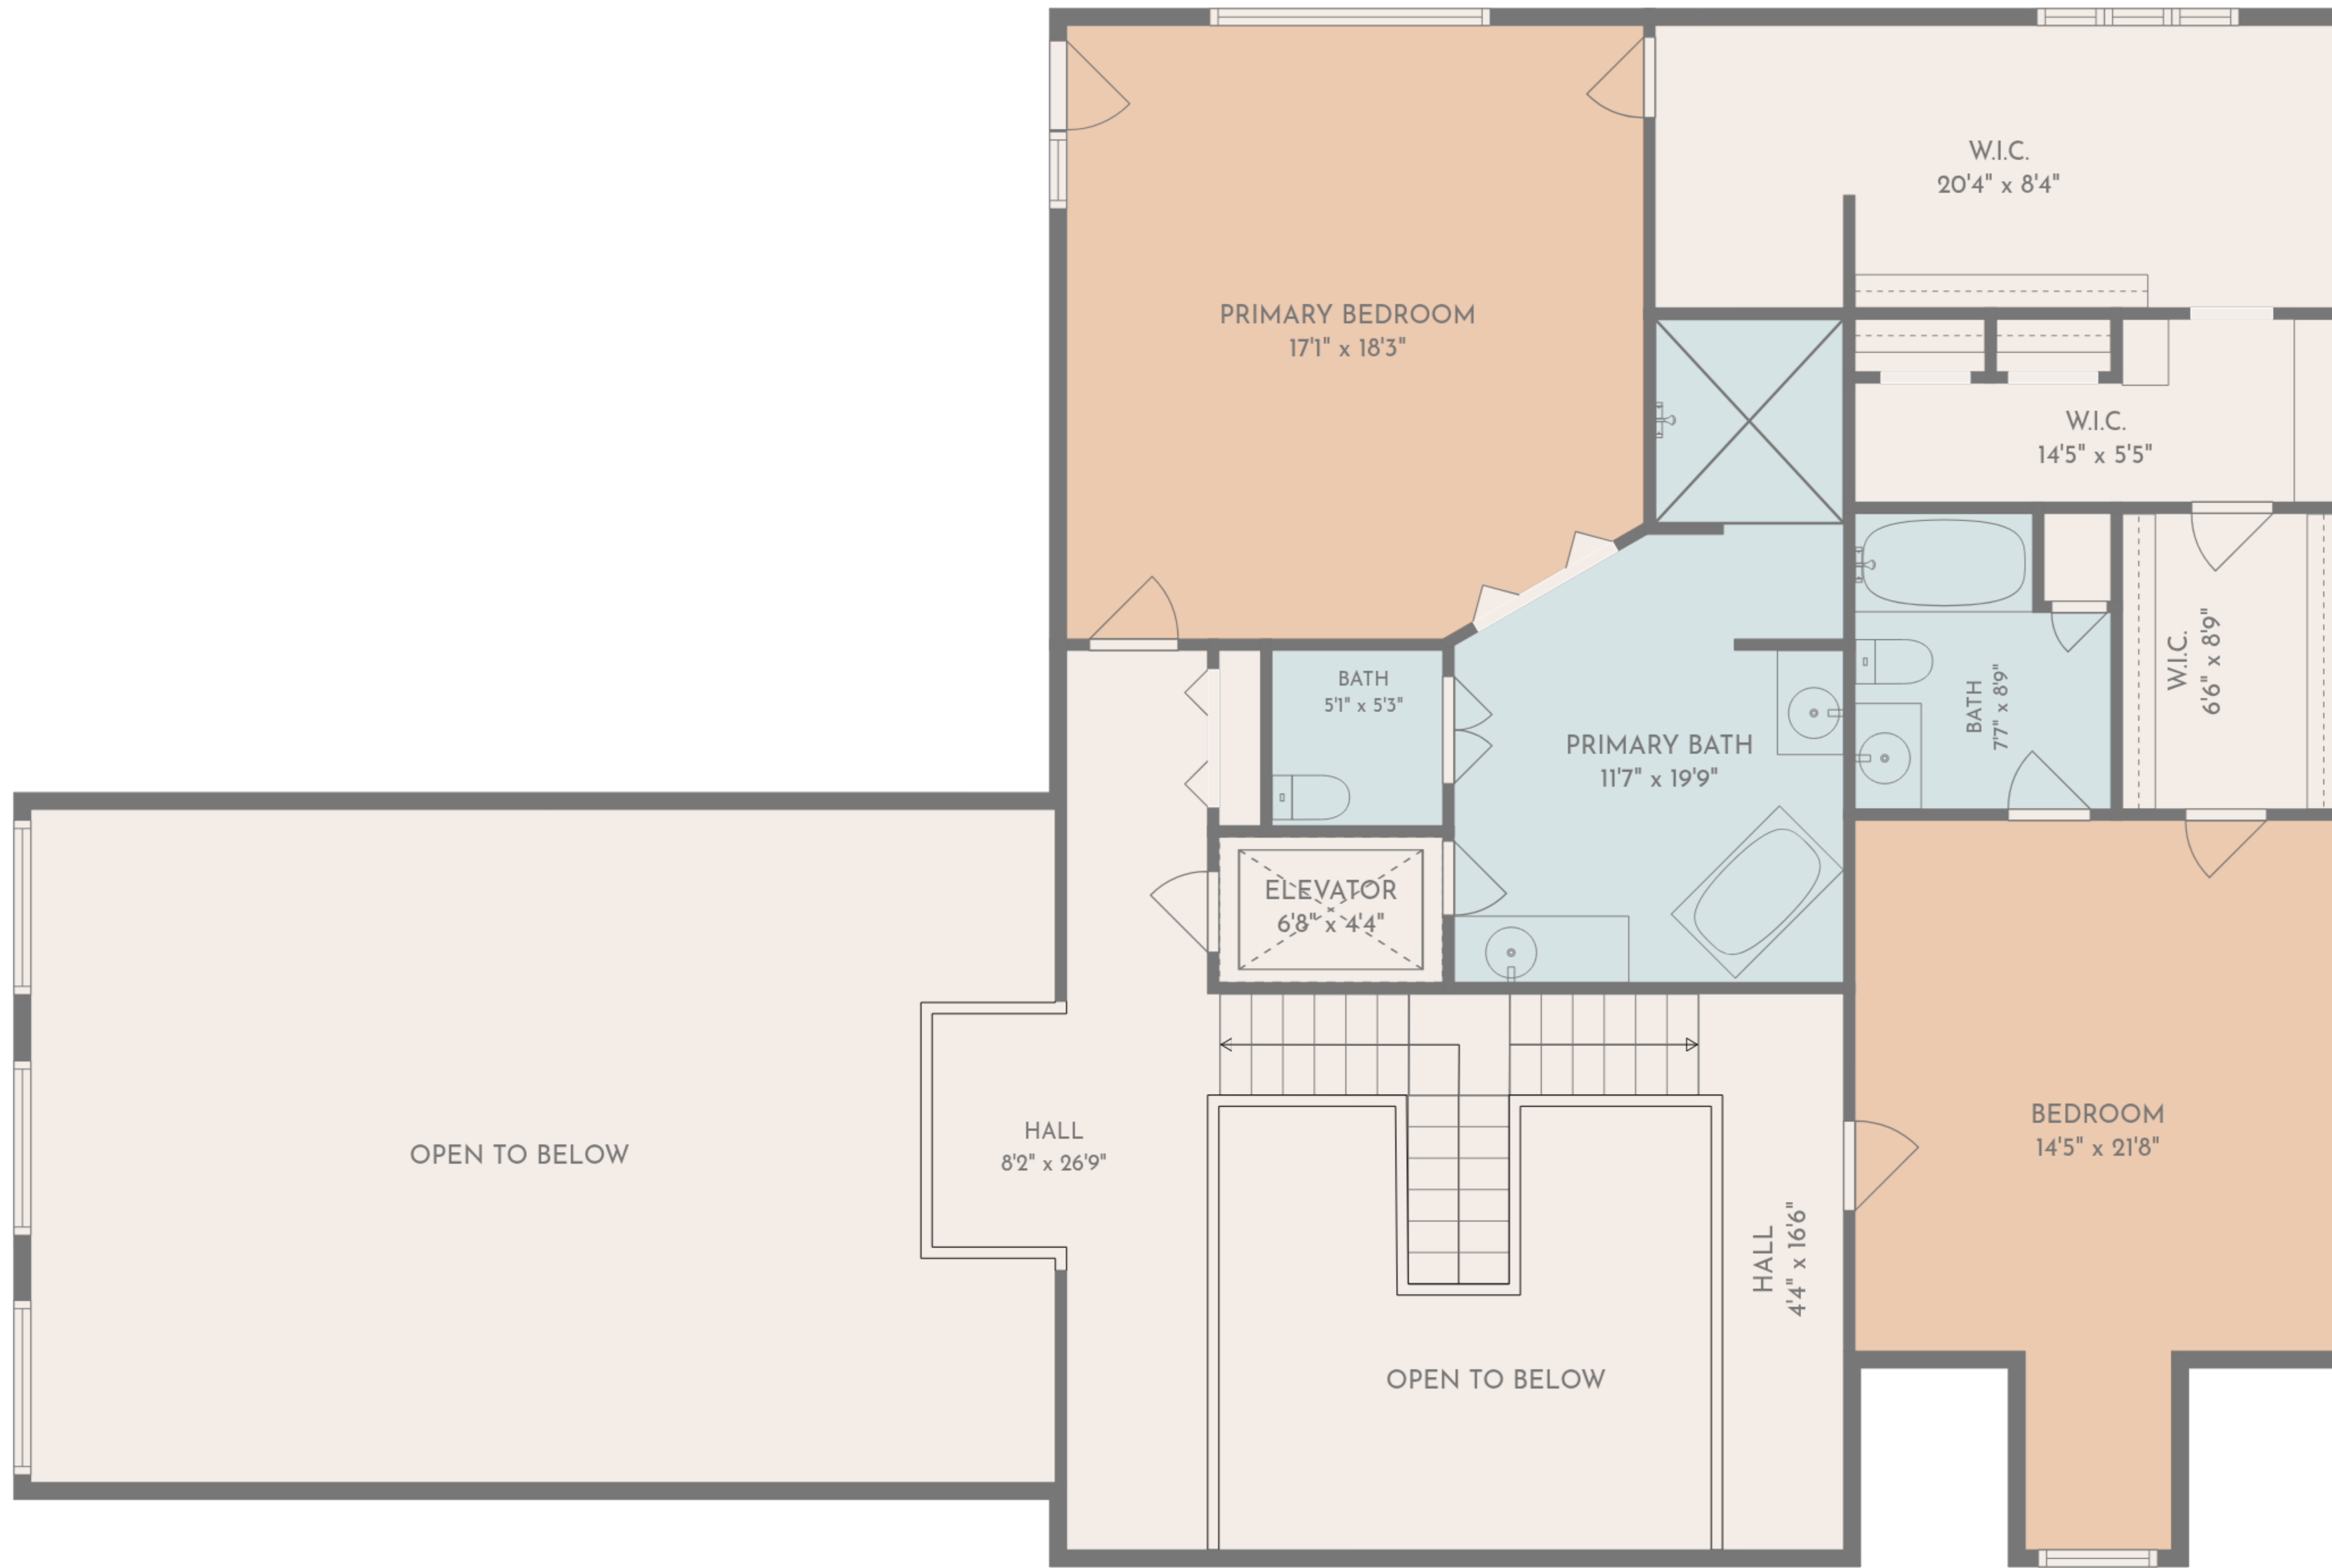 W.I.C.
20'4" x 8'4"
PRIMARY BEDROOM
17'1" x 18'3"
W.I.C.
14'5" x 5'5"
BATH
5'1" x 5'3"
PRIMARY BATH
11'7" x 19'9"
BATH
7'7" x 8'9"
W.I.C.
6'6" x 8'9"
ELEVATOR
6'8" x 4'4"
OPEN TO BELOW
HALL
8'2" x 26'9"
BEDROOM
14'5" x 21'8"
HALL
4'4" x 16'6"
OPEN TO BELOW